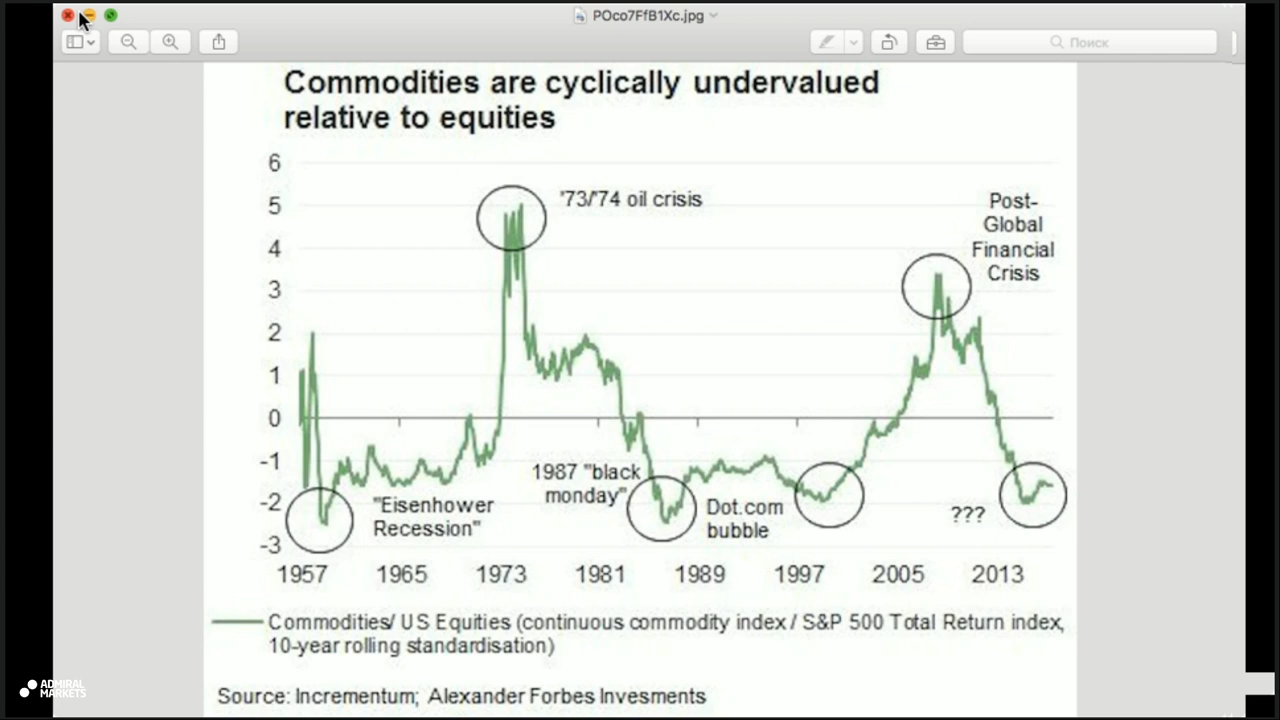 POco7FfB1Xc.jpg
Поиск
Commodities are cyclically undervalued
relative to equities
6
5
4
3
2
1
0
-1
-2
-3
'73/'74 oil crisis
Post-
Global
Financial
Crisis
1987 "black
monday"
"Eisenhower
Recession"
Dot.com
bubble
???
1957 1965 1973 1981 1989 1997 2005 2013
Commodities/ US Equities (continuous commodity index / S&P 500 Total Return index,
10-year rolling standardisation)
Source: Incrementum; Alexander Forbes Invesments
ADMIRAL
MARKETS